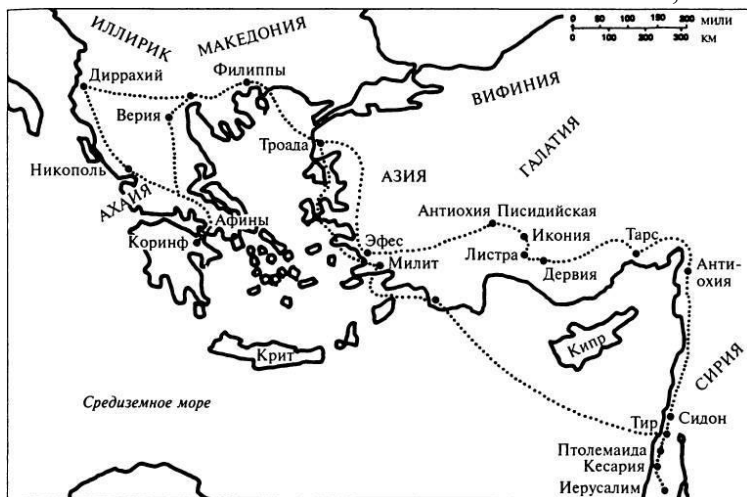 150 200
0 100 мили
0 100 200 300 км
ИЛЛИРИК
МАКЕДОНИЯ
Диррахий
Филиппы
ВИФИНИЯ
Верия
ГАЛАТИЯ
Троада
Никополь
АЗИЯ
АХАЙЯ
Антиохия Писидийская
Афины
Коринф
Эфес
Икония
Тарс
Милит
Листра
Дервия
Анти-
охия
Крит
Кипр
СИРИЯ
Средиземное море
Тир
Сидон
Птолемаида
Кесария
Иерусалим